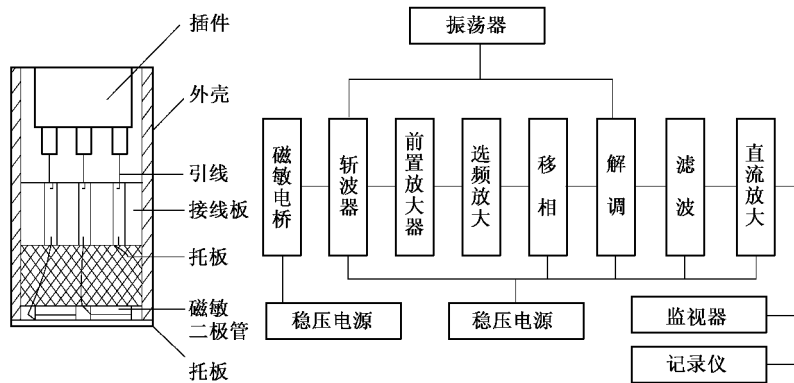 插件
外壳
引线
接线板
托板
磁敏
二极管
托板
振荡器
磁敏电桥
斩波器
前置放大器
选频放大
移相
解调
滤波
直流放大
稳压电源
稳压电源
监视器
记录仪